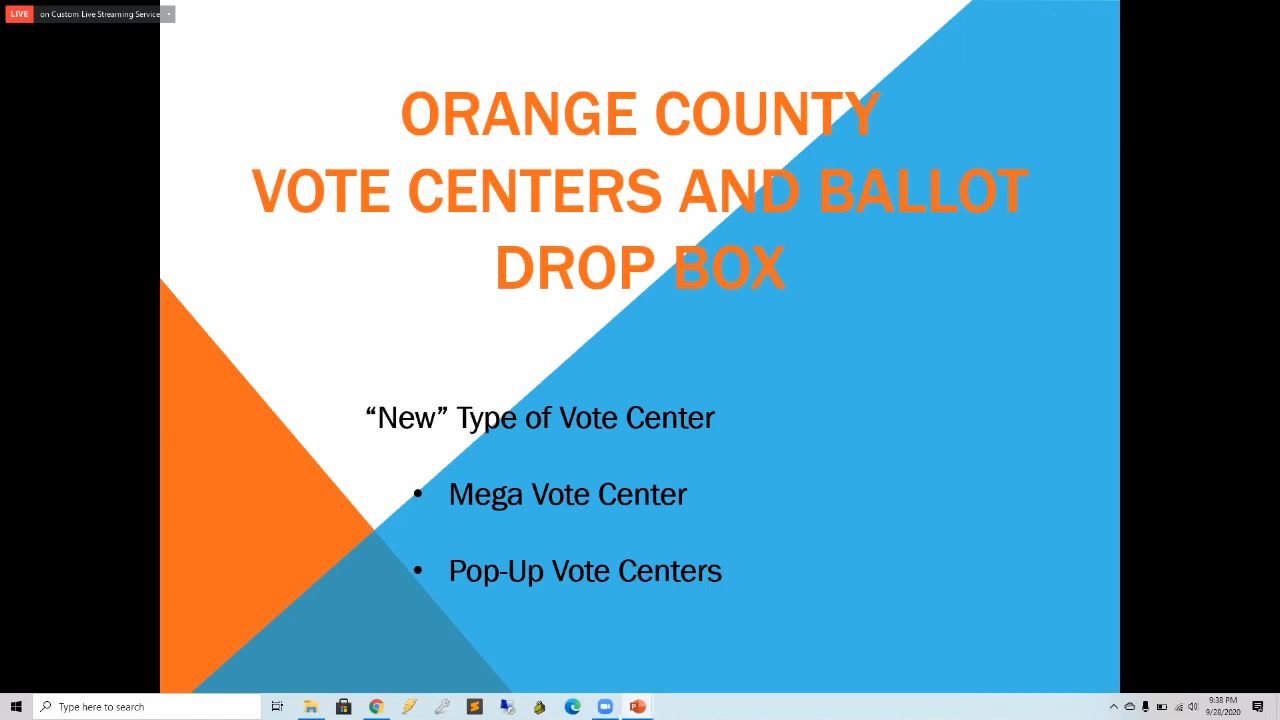 LIVE on Custom Live Streaming Service
ORANGE COUNTY
VOTE CENTERS AND BALLOT
DROP BOX
“New” Type of Vote Center
• Mega Vote Center
• Pop-Up Vote Centers
Type here to search
9:38 PM
9/28/2020